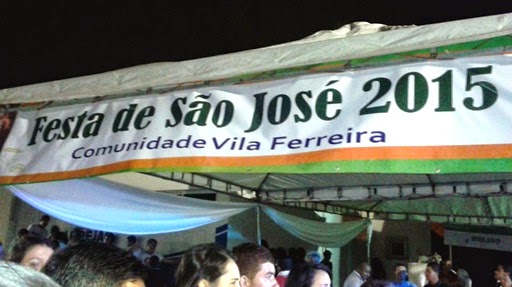 Festa de São José 2015
Comunidade Vila Ferreira